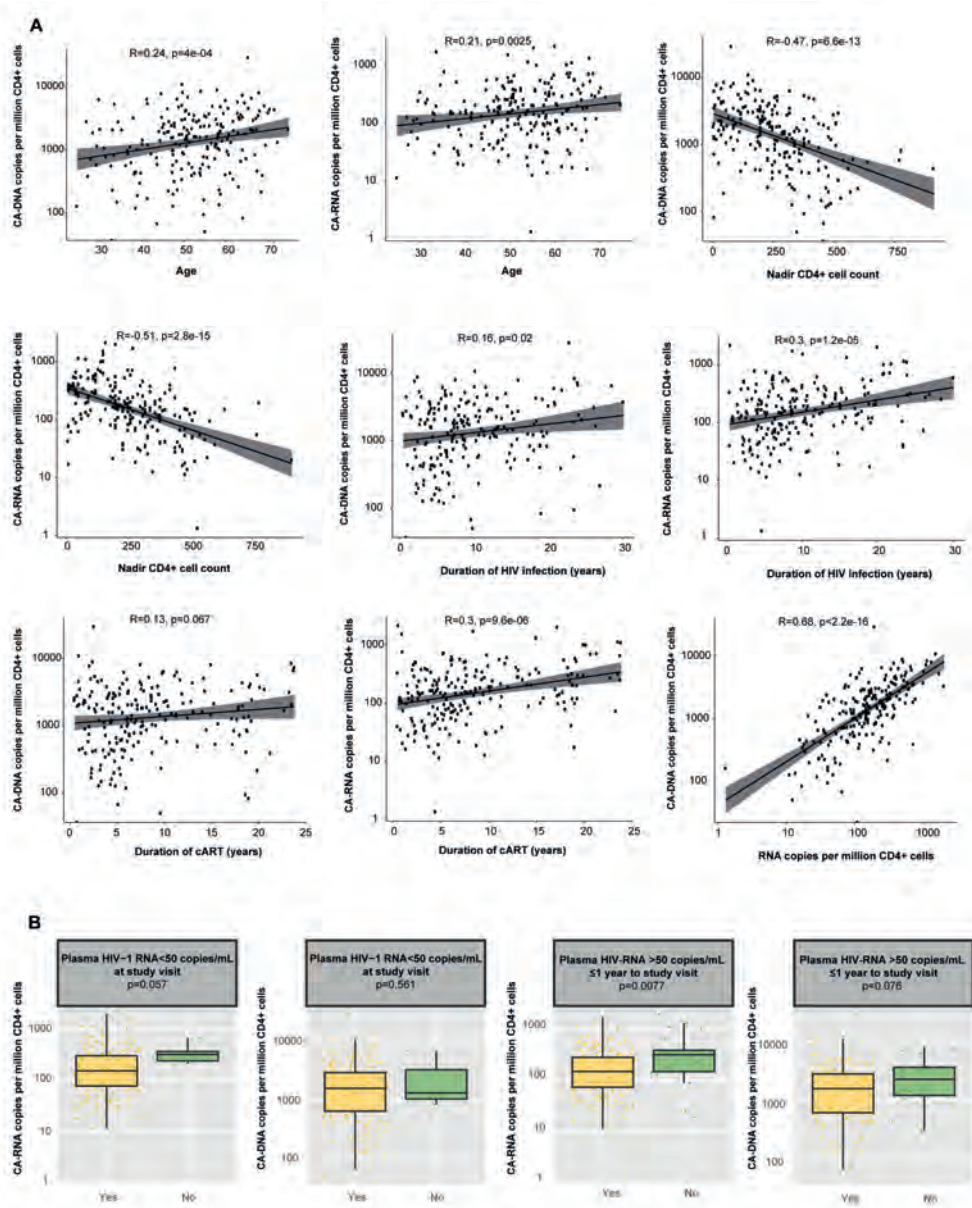 A
R=0.24, p=4e-04
CA-DNA copies per million CD4+ cells
10000
1000
100
30 40 50 60 70
Age
R=0.21, p=0.0025
CA-RNA copies per million CD4+ cells
1000
100
10
1
30 40 50 60 70
Age
R=-0.47, p=6.6e-13
CA-DNA copies per million CD4+ cells
10000
1000
100
0 250 500 750
Nadir CD4+ cell count
R=-0.51, p=2.8e-15
CA-RNA copies per million CD4+ cells
1000
100
10
1
0 250 500 750
Nadir CD4+ cell count
R=0.16, p=0.02
CA-DNA copies per million CD4+ cells
10000
1000
100
0 10 20 30
Duration of HIV infection (years)
R=0.3, p=1.2e-05
CA-RNA copies per million CD4+ cells
1000
100
10
1
0 10 20 30
Duration of HIV infection (years)
R=0.13, p=0.067
CA-DNA copies per million CD4+ cells
10000
1000
100
0 5 10 15 20 25
Duration of cART (years)
R=0.3, p=9.6e-06
CA-RNA copies per million CD4+ cells
1000
100
10
1
0 5 10 15 20 25
Duration of cART (years)
R=0.68, p<2.2e-16
CA-DNA copies per million CD4+ cells
10000
1000
100
1 10 100 1000
RNA copies per million CD4+ cells
B
Plasma HIV−1 RNA<50 copies/mL
at study visit
p=0.057
CA-RNA copies per million CD4+ cells
1000
100
10
1
Yes No
Plasma HIV−1 RNA<50 copies/mL
at study visit
p=0.561
CA-DNA copies per million CD4+ cells
10000
1000
100
Yes No
Plasma HIV-RNA >50 copies/mL
≤1 year to study visit
p=0.0077
CA-RNA copies per million CD4+ cells
1000
100
10
1
Yes No
Plasma HIV-RNA >50 copies/mL
≤1 year to study visit
p=0.076
CA-DNA copies per million CD4+ cells
10000
1000
100
Yes No